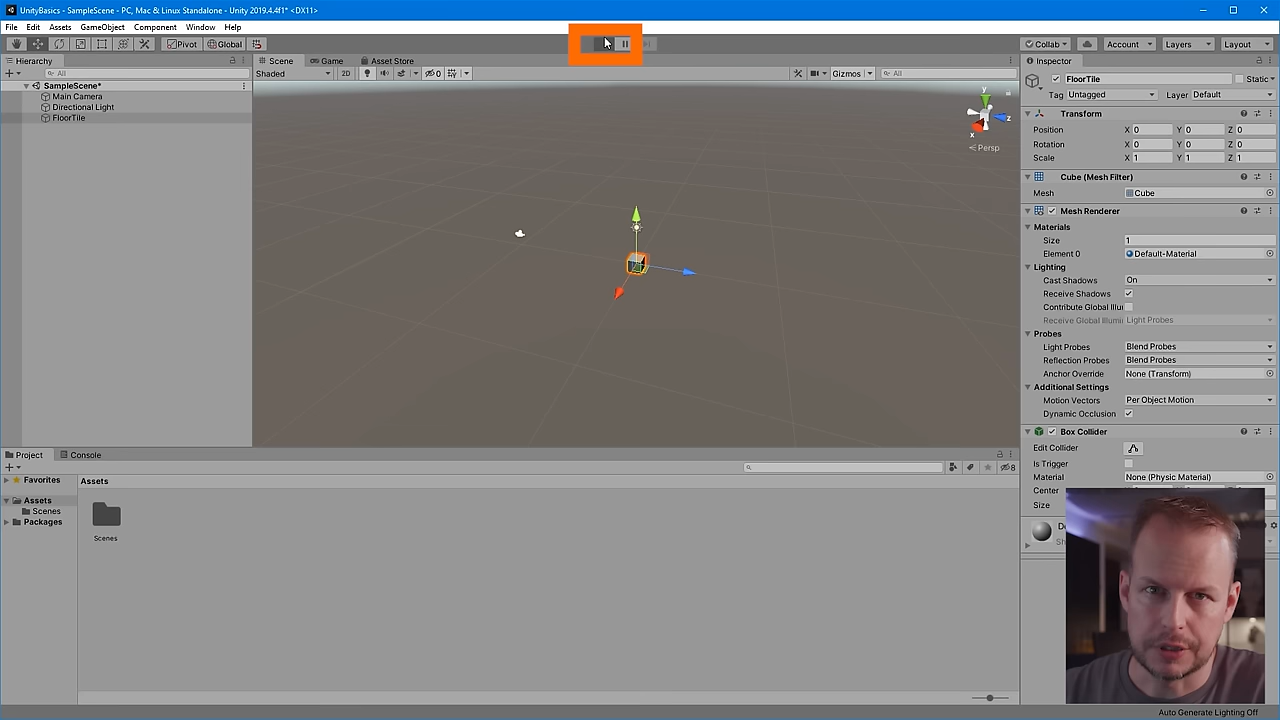 UnityBasics - SampleScene - PC, Mac & Linux Standalone - Unity 2019.4.4f1* <DX11>
File Edit Assets GameObject Component Window Help
Pivot Global Collab Account Layers Layout
Hierarchy
All
SampleScene*
Main Camera
Directional Light
FloorTile
Scene Game Asset Store
Shaded 2D 0 Gizmos All
y
z
x
Persp
Inspector
FloorTile Static
Tag Untagged Layer Default
Transform
Position X 0 Y 0 Z 0
Rotation X 0 Y 0 Z 0
Scale X 1 Y 1 Z 1
Cube (Mesh Filter)
Mesh Cube
Mesh Renderer
Materials
Size 1
Element 0 Default-Material
Lighting
Cast Shadows On
Receive Shadows
Contribute Global Illu
Receive Global Illumi Light Probes
Probes
Light Probes Blend Probes
Reflection Probes Blend Probes
Anchor Override None (Transform)
Additional Settings
Motion Vectors Per Object Motion
Dynamic Occlusion
Box Collider
Edit Collider
Is Trigger
Material None (Physic Material)
Center
Size
Project Console
8
Favorites
Assets
Scenes
Packages
Assets
Scenes
Auto Generate Lighting Off